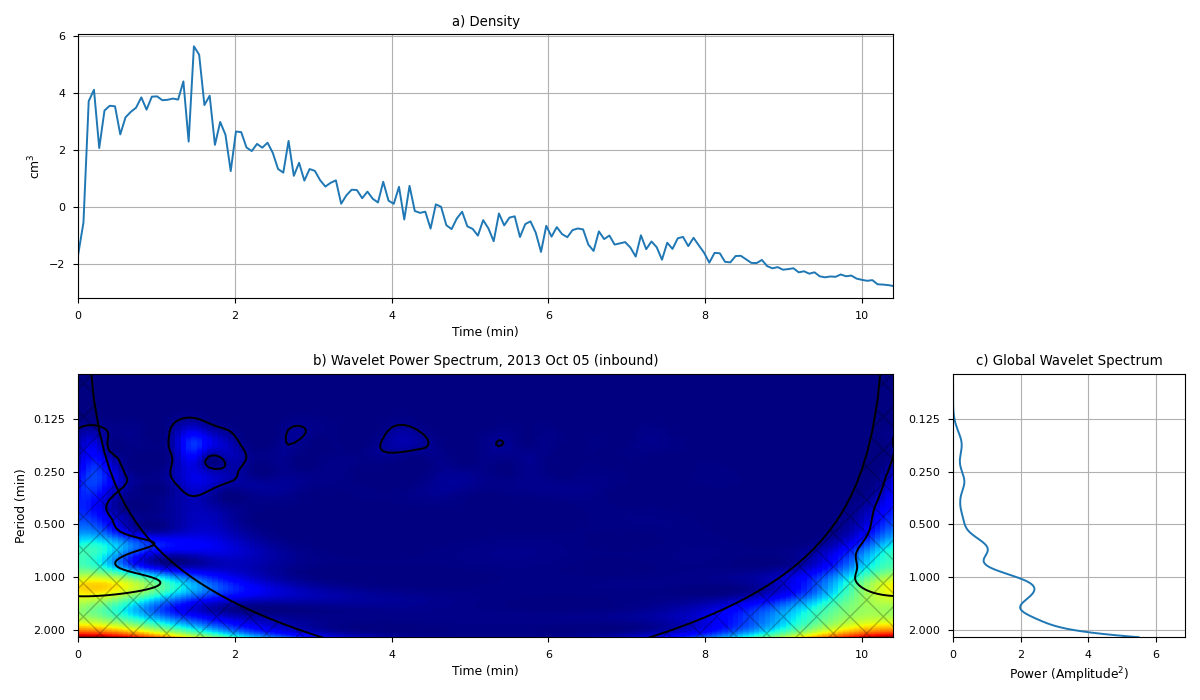 a) Density
6
4
2
0
−2
cm³
0 2 4 6 8 10
Time (min)
b) Wavelet Power Spectrum, 2013 Oct 05 (inbound)
0.125
0.250
0.500
1.000
2.000
Period (min)
0 2 4 6 8 10
Time (min)
c) Global Wavelet Spectrum
0.125
0.250
0.500
1.000
2.000
0 2 4 6
Power (Amplitude²)